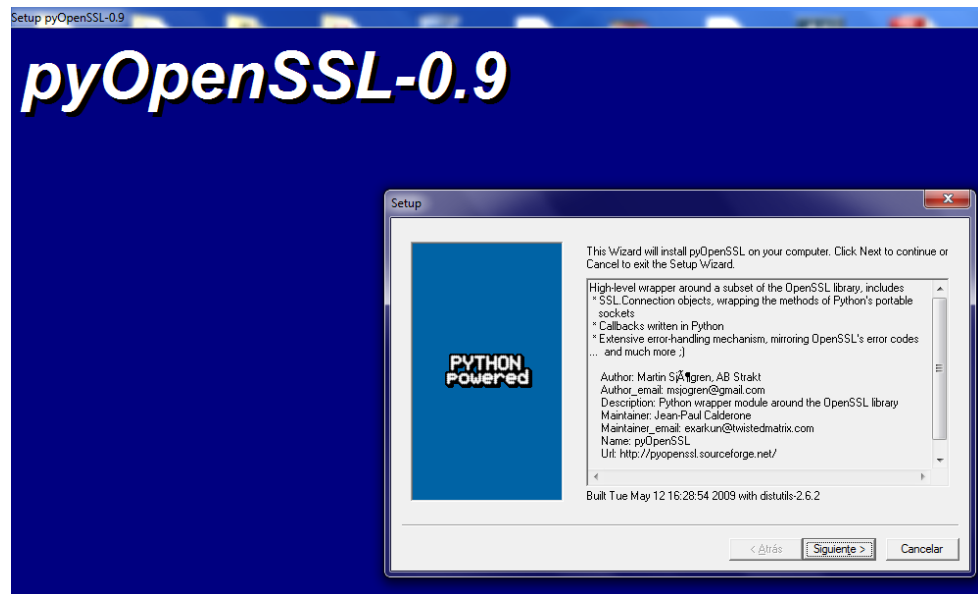 Setup pyOpenSSL-0.9
pyOpenSSL-0.9
Setup
This Wizard will install pyOpenSSL on your computer. Click Next to continue or
Cancel to exit the Setup Wizard.
High-level wrapper around a subset of the OpenSSL library, includes
* SSL.Connection objects, wrapping the methods of Python's portable
sockets
* Callbacks written in Python
* Extensive error-handling mechanism, mirroring OpenSSL's error codes
... and much more ;)
Author: Martin SjÃ¶gren, AB Strakt
Author_email: msjogren@gmail.com
Description: Python wrapper module around the OpenSSL library
Maintainer: Jean-Paul Calderone
Maintainer_email: exarkun@twistedmatrix.com
Name: pyOpenSSL
Url: http://pyopenssl.sourceforge.net/
PYTHON
Powered
Built Tue May 12 16:28:54 2009 with distutils-2.6.2
< Atrás
Siguiente >
Cancelar